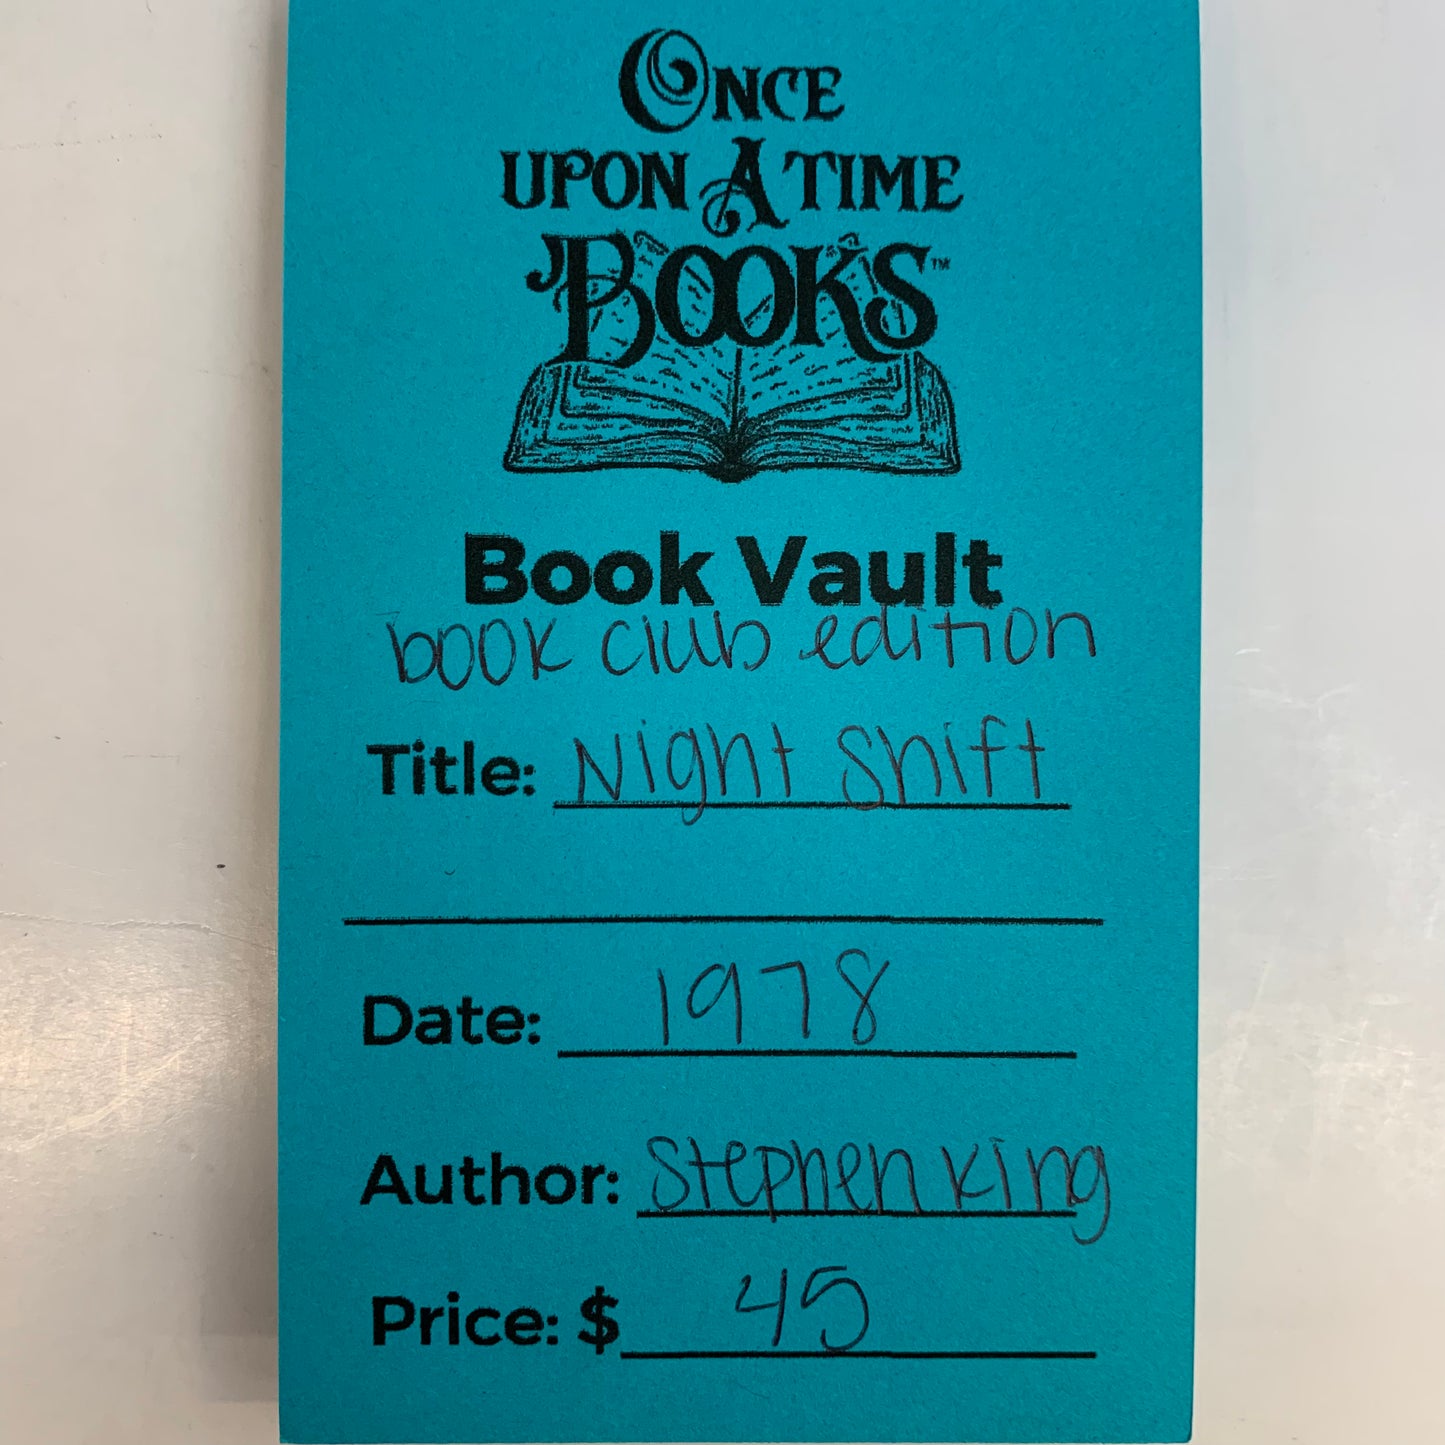 ONCE
UPON A TIME
BOOKS™
Book Vault
book club edition
Title: Night Shift
Date: 1978
Author: Stephen King
Price: $ 45